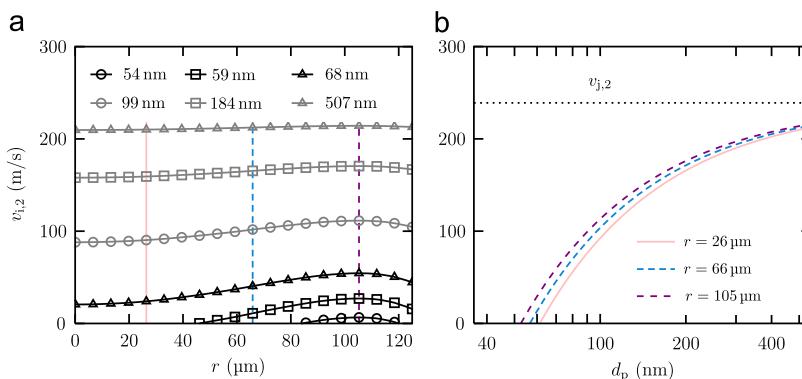 a
b
300
200
100
0
v_{i,2} (m/s)
54 nm 59 nm 68 nm
99 nm 184 nm 507 nm
0 20 40 60 80 100 120
r (µm)
300
200
100
0
v_{j,2}
r = 26 µm
r = 66 µm
r = 105 µm
40 100 200 400
d_p (nm)